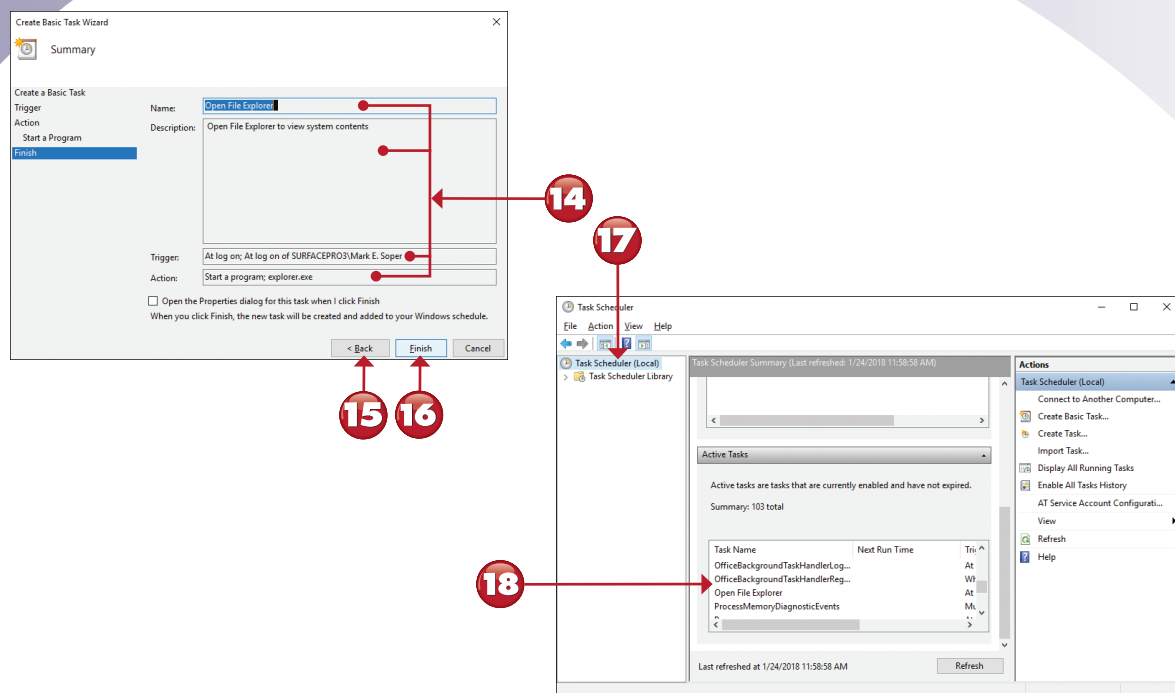 Create Basic Task Wizard
Summary
Create a Basic Task
Trigger
Action
Start a Program
Finish
Name:
Open File Explorer
Description:
Open File Explorer to view system contents
Trigger:
At log on; At log on of SURFACEPRO3\Mark E. Soper
Action:
Start a program; explorer.exe
Open the Properties dialog for this task when I click Finish
When you click Finish, the new task will be created and added to your Windows schedule.
< Back
Finish
Cancel
14
15
16
17
18
Task Scheduler
File Action View Help
Task Scheduler (Local)
Task Scheduler Library
Task Scheduler Summary (Last refreshed: 1/24/2018 11:58:58 AM)
Active Tasks
Active tasks are tasks that are currently enabled and have not expired.
Summary: 103 total
Task Name Next Run Time Trig
OfficeBackgroundTaskHandlerLog... At
OfficeBackgroundTaskHandlerReg... Wh
Open File Explorer At
ProcessMemoryDiagnosticEvents Mu
Last refreshed at 1/24/2018 11:58:58 AM
Refresh
Actions
Task Scheduler (Local)
Connect to Another Computer...
Create Basic Task...
Create Task...
Import Task...
Display All Running Tasks
Enable All Tasks History
AT Service Account Configurati...
View
Refresh
Help